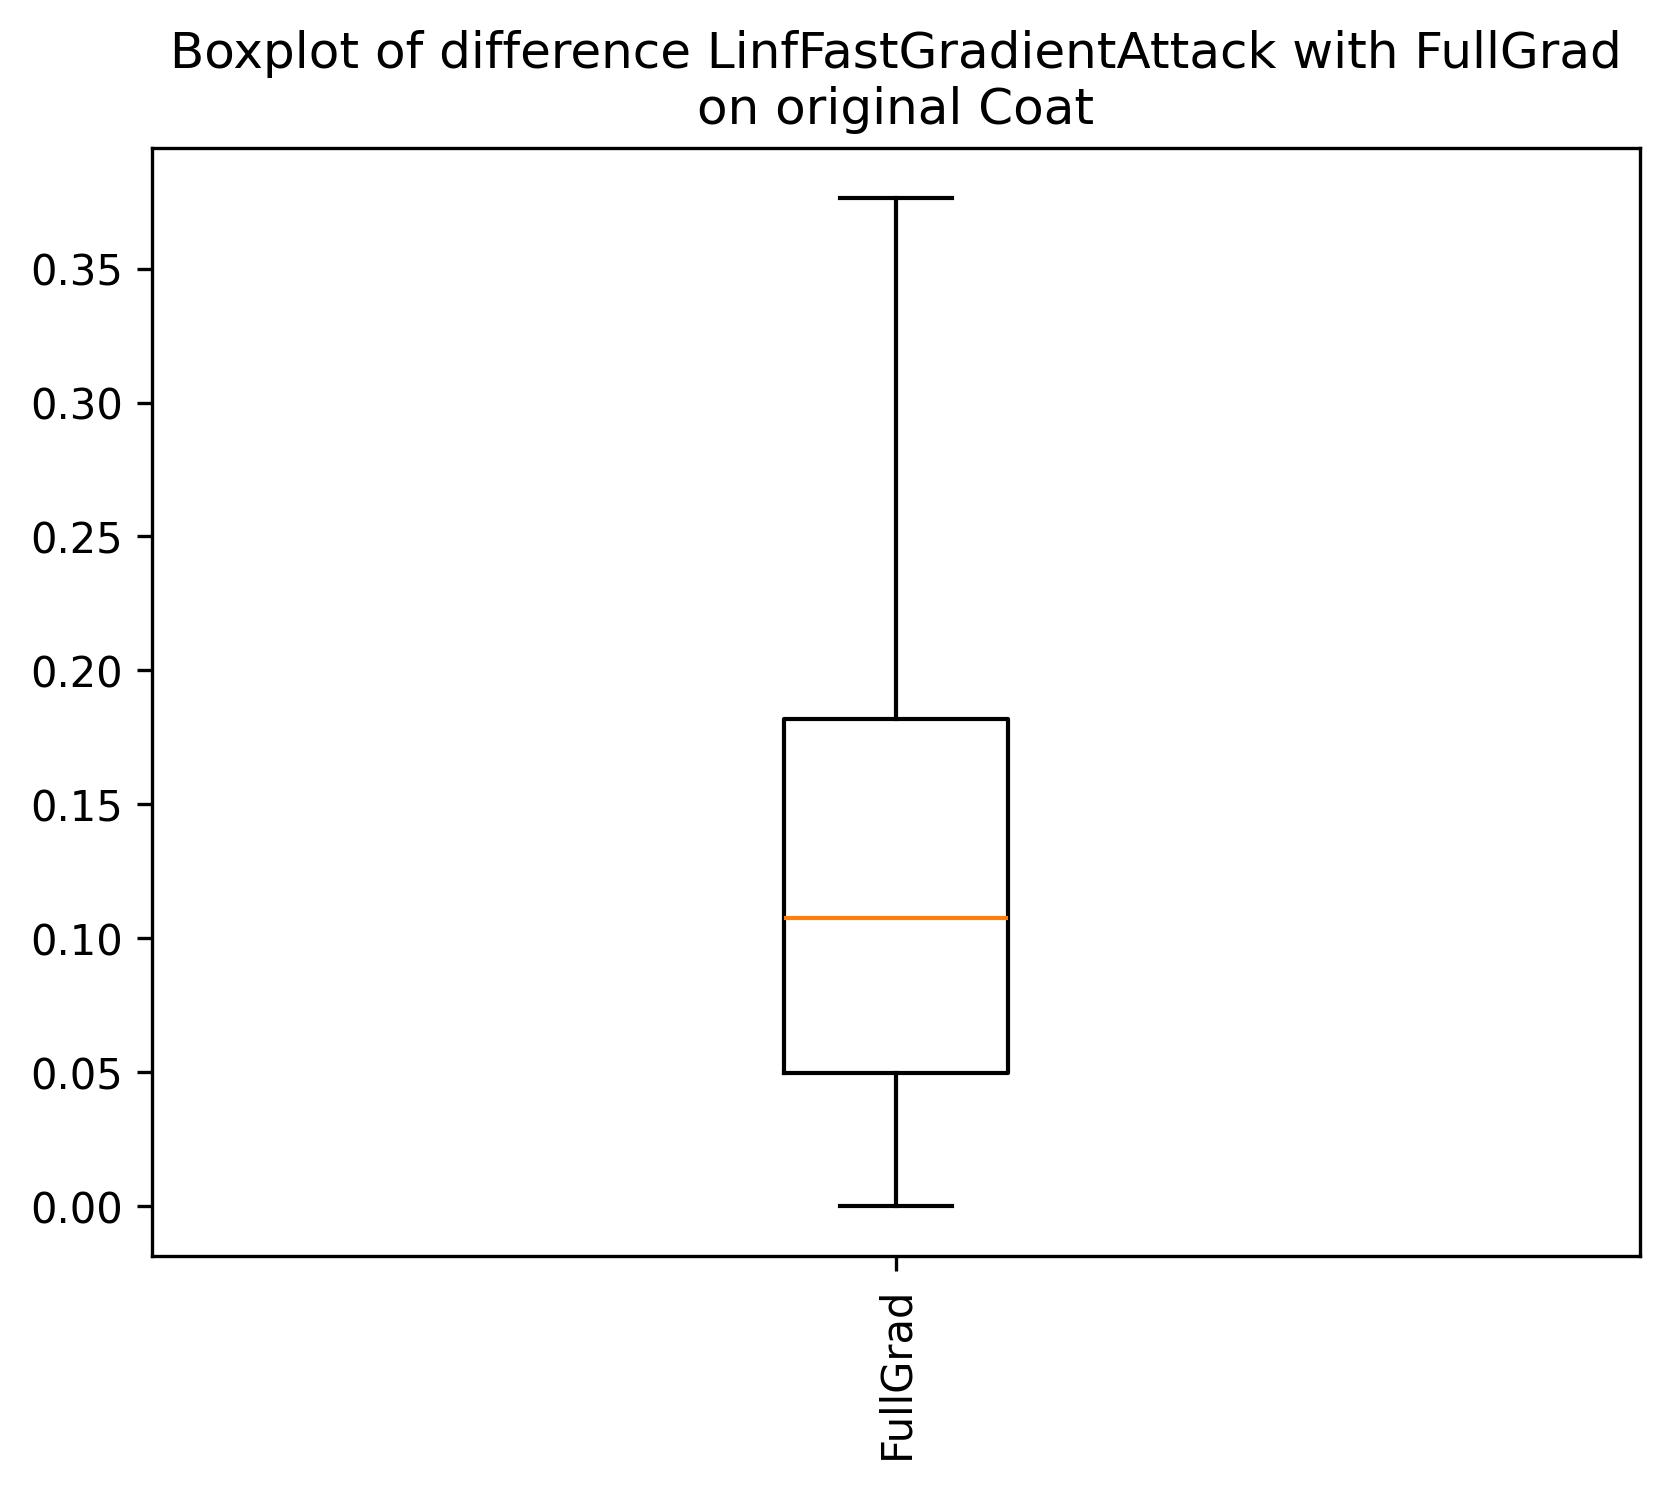 Boxplot of difference LinfFastGradientAttack with FullGrad
on original Coat
0.35
0.30
0.25
0.20
0.15
0.10
0.05
0.00
FullGrad